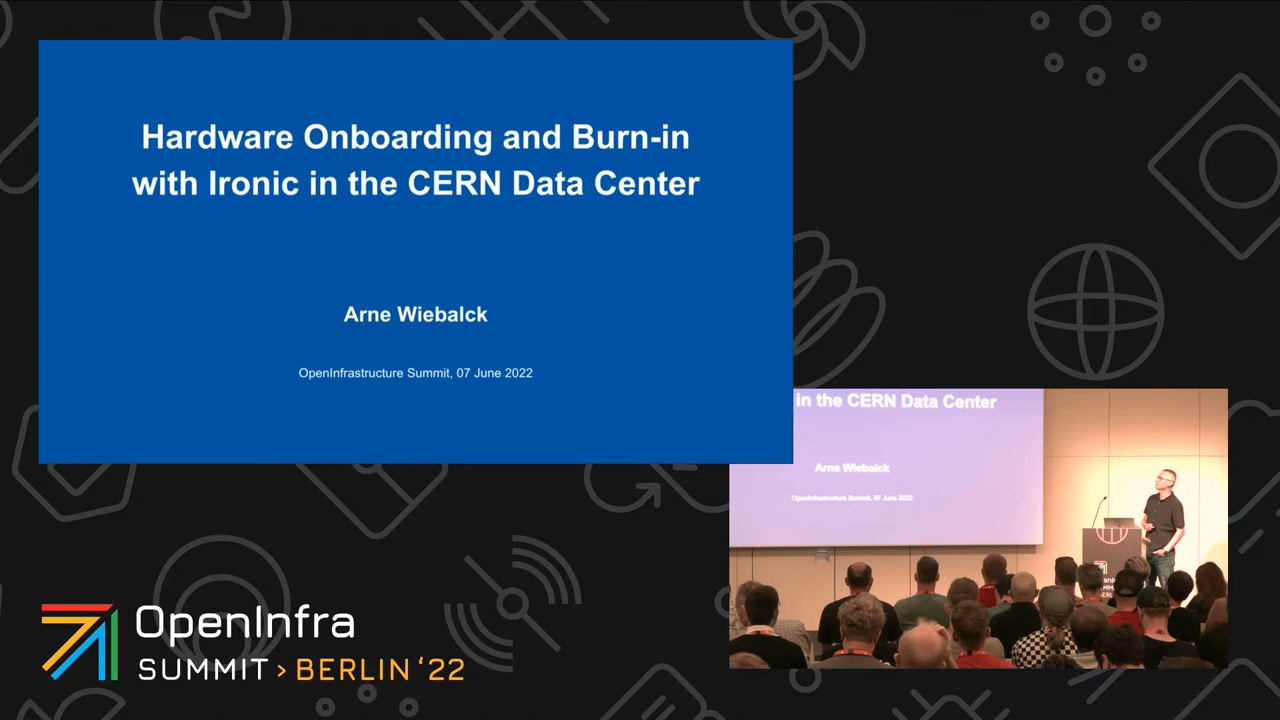 Hardware Onboarding and Burn-in
with Ironic in the CERN Data Center
Arne Wiebalck
OpenInfrastructure Summit, 07 June 2022
in the CERN Data Center
Arne Wiebalck
OpenInfrastructure Summit, 07 June 2022
OpenInfra
SUMMIT > BERLIN ‘22